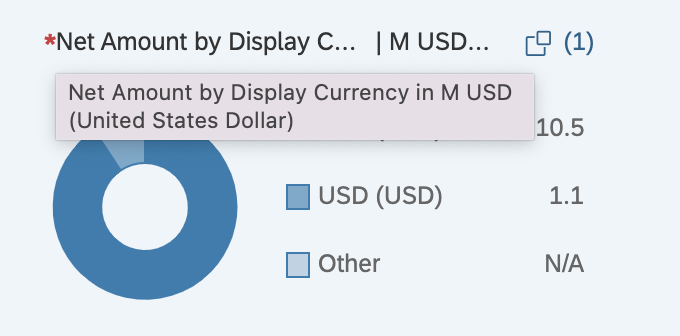 *Net Amount by Display C... | M USD... (1)
Net Amount by Display Currency in M USD
(United States Dollar)
10.5
USD (USD) 1.1
Other N/A